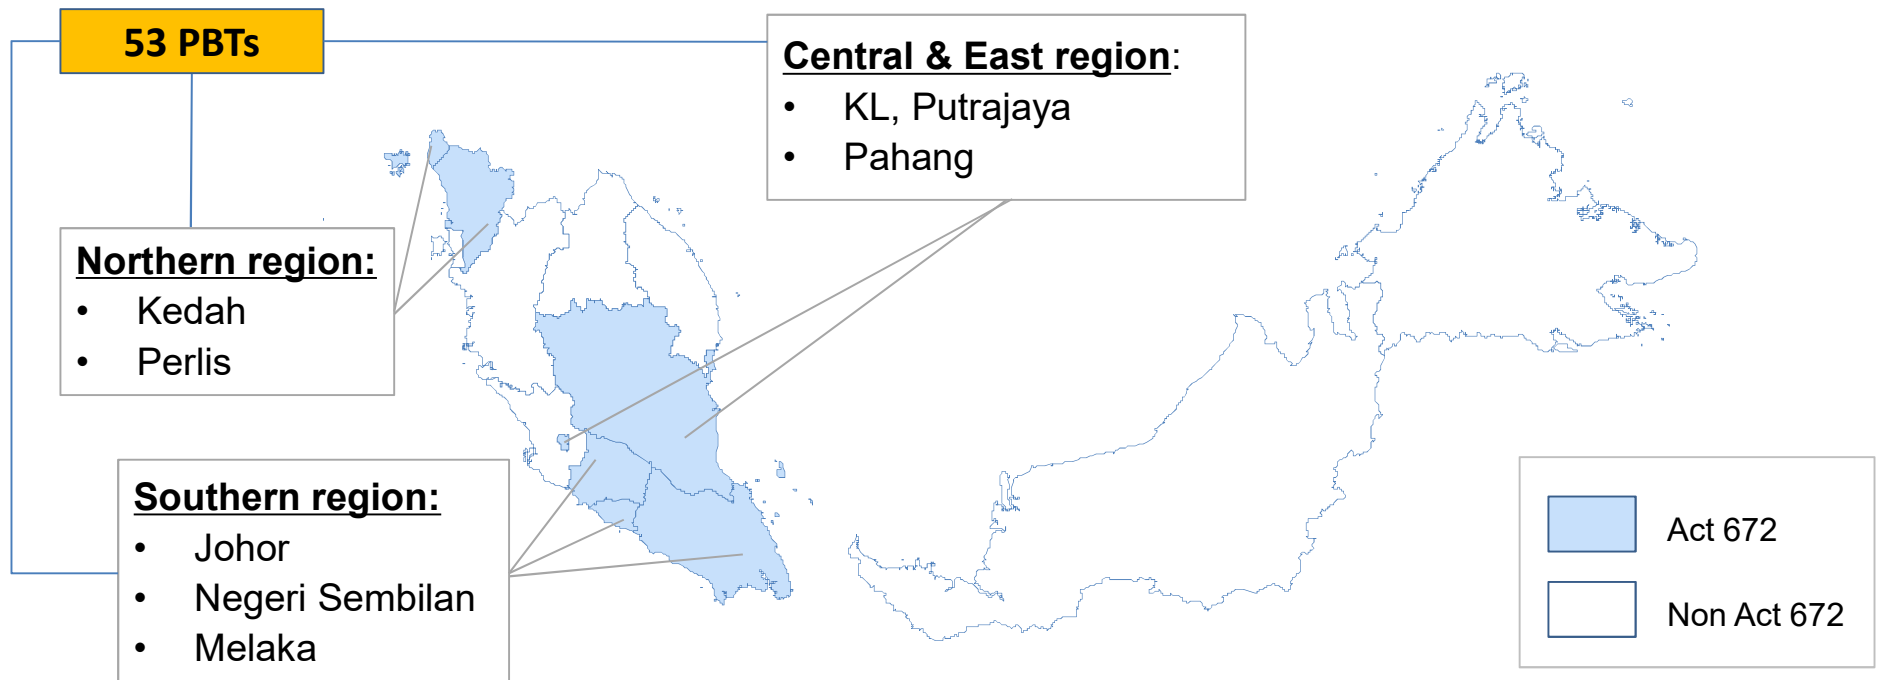 53 PBTs
Central & East region:
• KL, Putrajaya
• Pahang
Northern region:
• Kedah
• Perlis
Southern region:
• Johor
• Negeri Sembilan
• Melaka
Act 672
Non Act 672